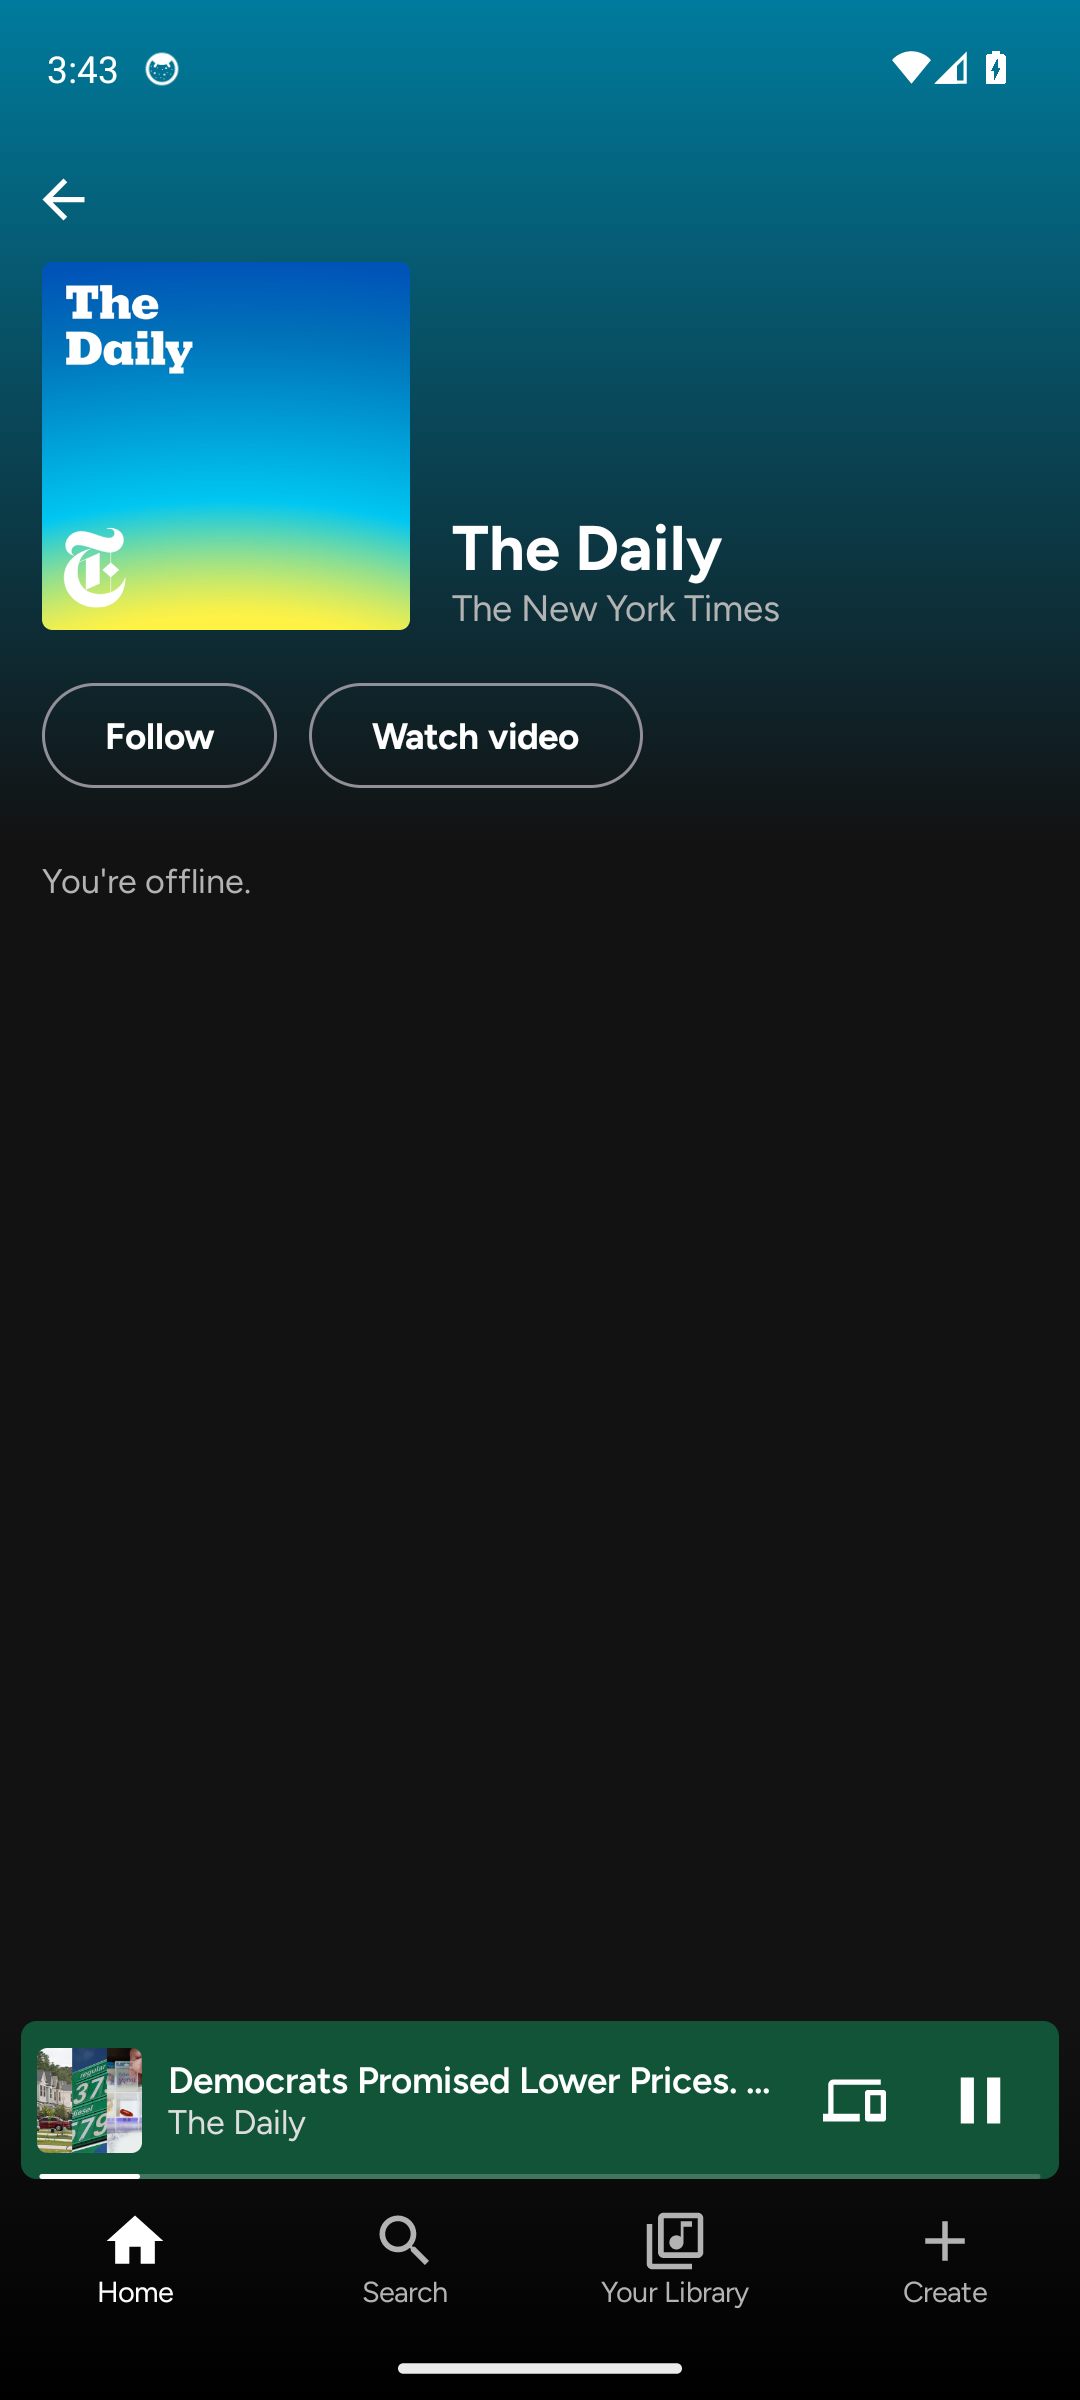 3:43
The
Daily
The Daily
The New York Times
Follow
Watch video
You're offline.
Democrats Promised Lower Prices. ...
The Daily
Home
Search
Your Library
Create